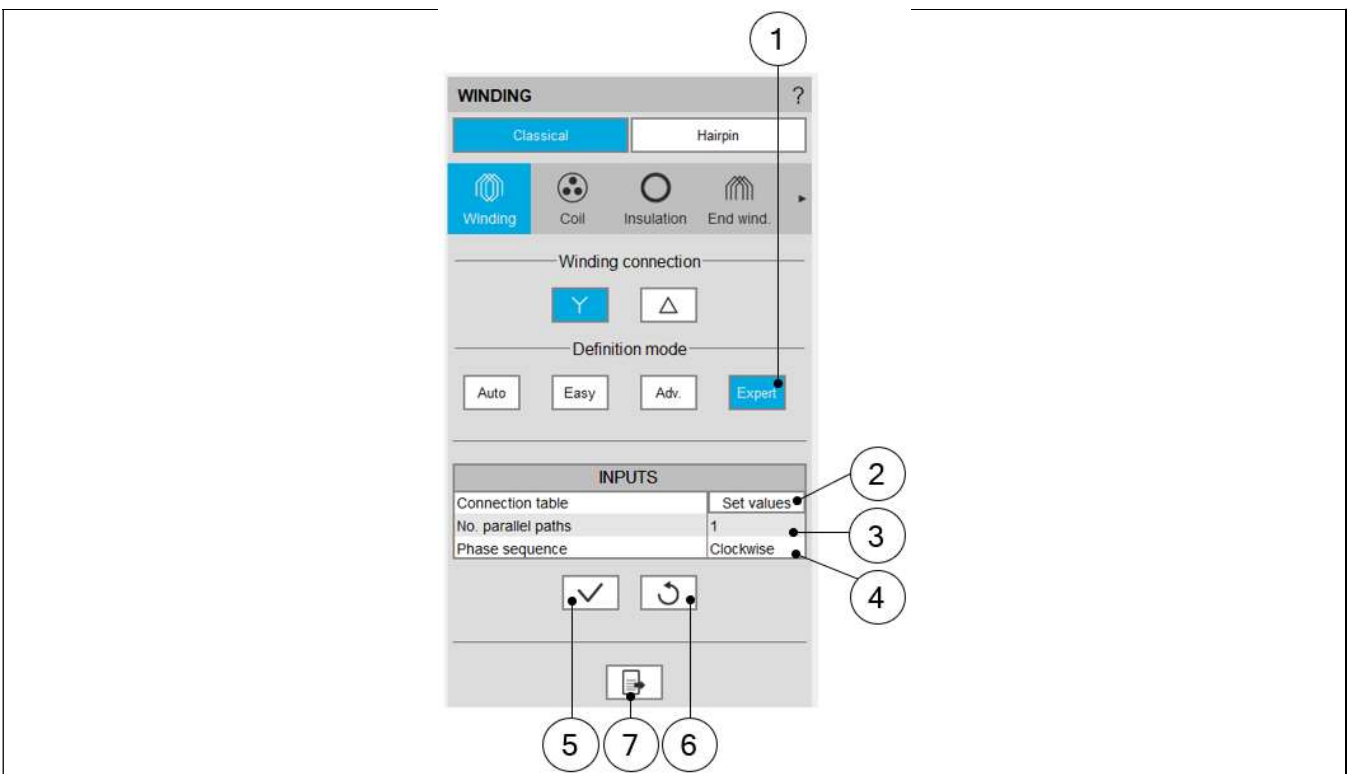 1
WINDING ?
Classical Hairpin
Winding Coil Insulation End wind.
Winding connection
Y Δ
Definition mode
Auto Easy Adv. Expert
INPUTS
2
Connection table Set values
No. parallel paths 1
3
Phase sequence Clockwise
4
5 7 6